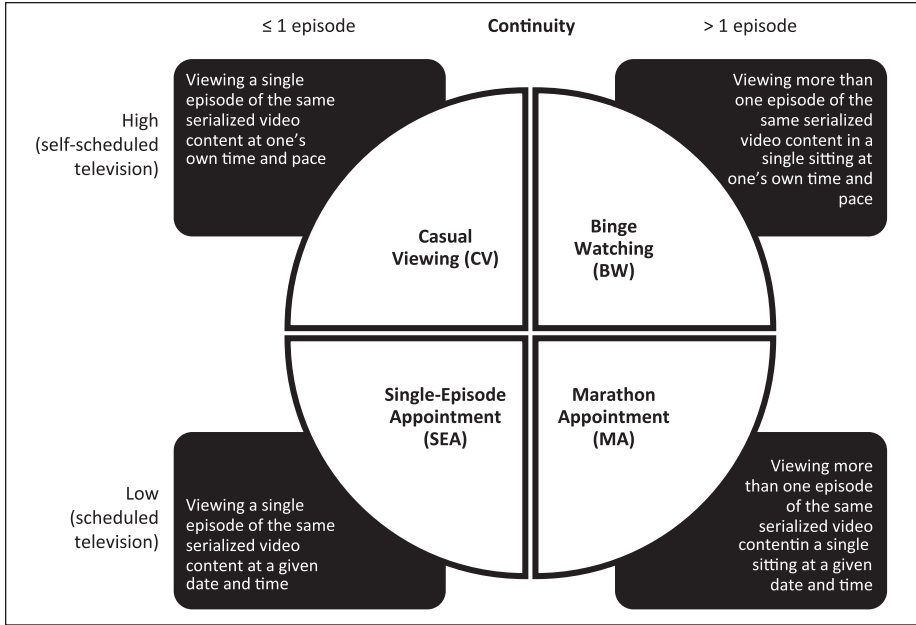 ≤ 1 episode
Continuity
> 1 episode
High
(self-scheduled
television)
Viewing a single
episode of the same
serialized video
content at one’s
own time and pace
Viewing more than
one episode of the
same serialized
video content in a
single sitting at
one’s own time and
pace
Casual
Viewing (CV)
Binge
Watching
(BW)
Single-Episode
Appointment
(SEA)
Marathon
Appointment
(MA)
Low
(scheduled
television)
Viewing a single
episode of the same
serialized video
content at a given
date and time
Viewing more
than one episode
of the same
serialized video
contentin a single
sitting at a given
date and time